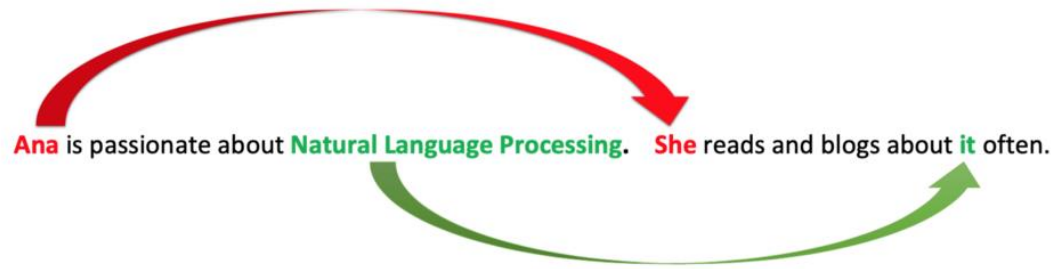 Ana is passionate about Natural Language Processing. She reads and blogs about it often.